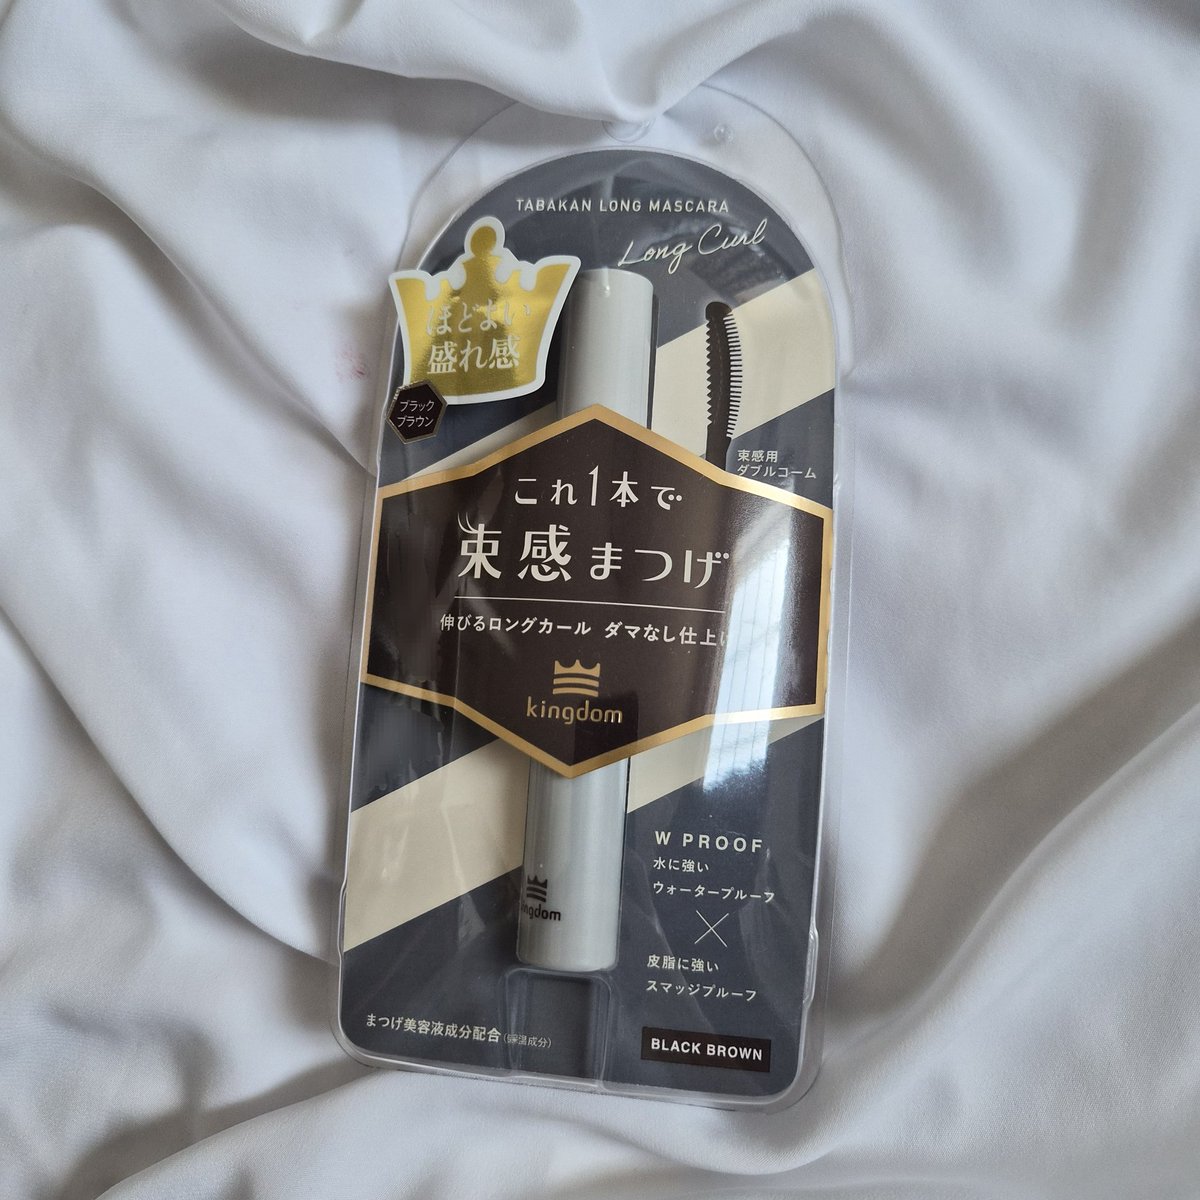 TABAKAN LONG MASCARA
Long Curl
ほどよい
盛れ感
ブラック
ブラウン
束感用
ダブルコーム
これ1本で
束感まつげ
伸びるロングカール ダマなし仕上げ
kingdom
kingdom
W PROOF
水に強い
ウォータープルーフ
×
皮脂に強い
スマッジプルーフ
まつげ美容液成分配合(保湿成分)
BLACK BROWN